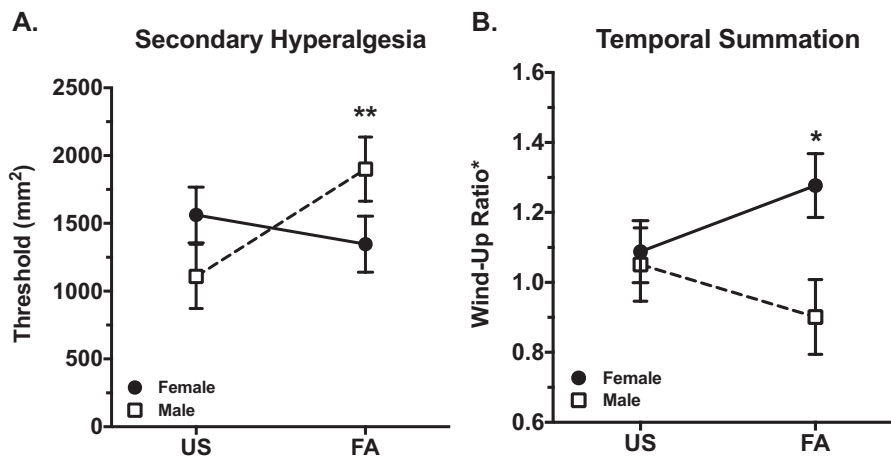 A.
Secondary Hyperalgesia
Threshold (mm²)
2500
2000
1500
1000
500
0
**
Female
Male
US FA
B.
Temporal Summation
Wind-Up Ratio*
1.6
1.4
1.2
1.0
0.8
0.6
*
Female
Male
US FA